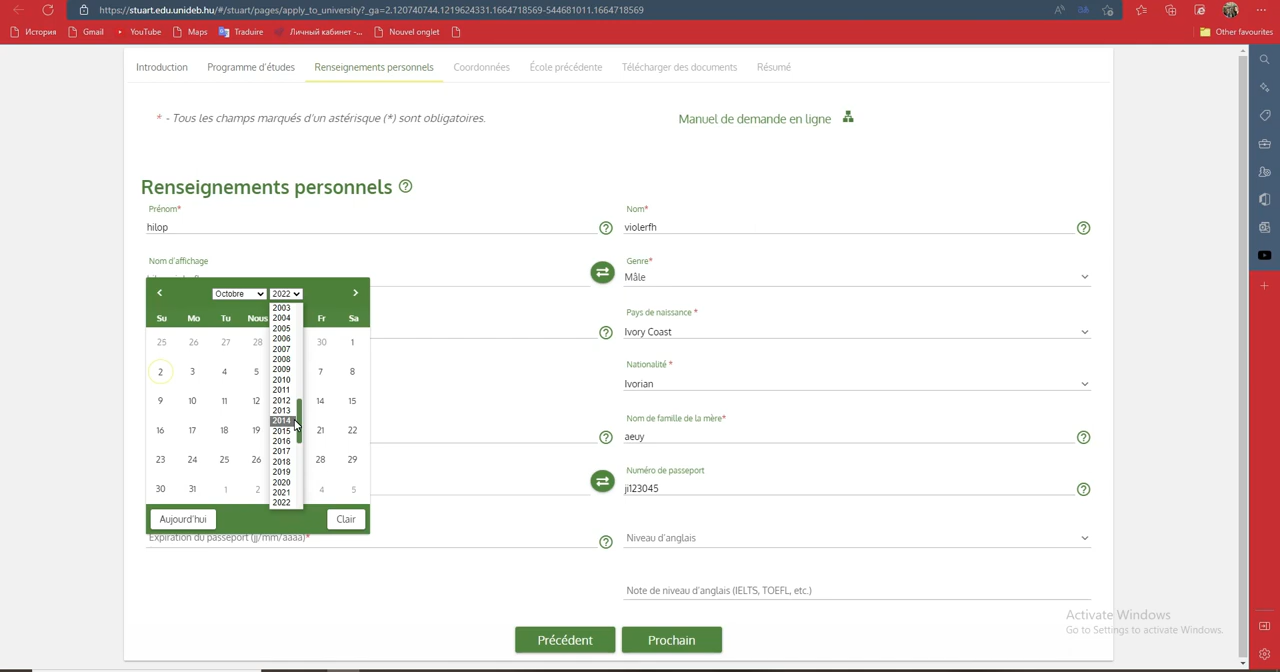 https://stuart.edu.unideb.hu/#/stuart/pages/apply_to_university?_ga=2.120740744.1219624331.1664718569-544681011.1664718569
История Gmail YouTube Maps Traduire Личный кабинет -... Nouvel onglet Other favourites
Introduction Programme d'études Renseignements personnels Coordonnées École précédente Télécharger des documents Résumé
* - Tous les champs marqués d'un astérisque (*) sont obligatoires. Manuel de demande en ligne
Renseignements personnels
Prénom* Nom*
hilop violerfh
Nom d'affichage Genre*
Mâle
Octobre 2022
Pays de naissance *
Ivory Coast
Nationalité *
Ivorian
Nom de famille de la mère*
aeuy
Numéro de passeport
ji123045
Su Mo Tu Nous Fr Sa
25 26 27 28 30 1
2 3 4 5 7 8
9 10 11 12 14 15
16 17 18 19 21 22
23 24 25 26 28 29
30 31 1 2 4 5
2003
2004
2005
2006
2007
2008
2009
2010
2011
2012
2013
2014
2015
2016
2017
2018
2019
2020
2021
2022
Aujourd'hui Clair
Expiration du passeport (jj/mm/aaaa)* Niveau d'anglais
Note de niveau d'anglais (IELTS, TOEFL, etc.)
Précédent Prochain
Activate Windows
Go to Settings to activate Windows.